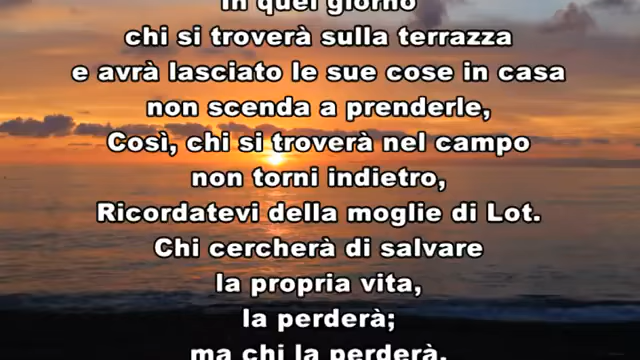 In quel giorno
chi si troverà sulla terrazza
e avrà lasciato le sue cose in casa
non scenda a prenderle,
Così, chi si troverà nel campo
non torni indietro,
Ricordatevi della moglie di Lot.
Chi cercherà di salvare
la propria vita,
la perderà;
ma chi la perderà,